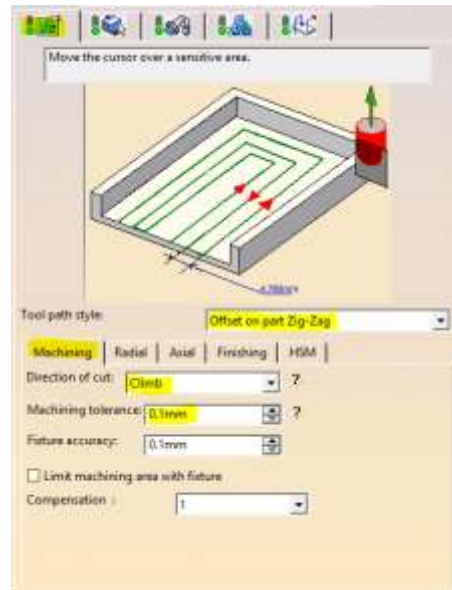 Move the cursor over a sensitive area.
Tool path style:
Offset on part Zig-Zag
Machining Radial Axial Finishing HSM
Direction of cut: Climb ?
Machining tolerance: 0,1mm ?
Fixture accuracy: 0,1mm
Limit machining area with fixture
Compensation : 1